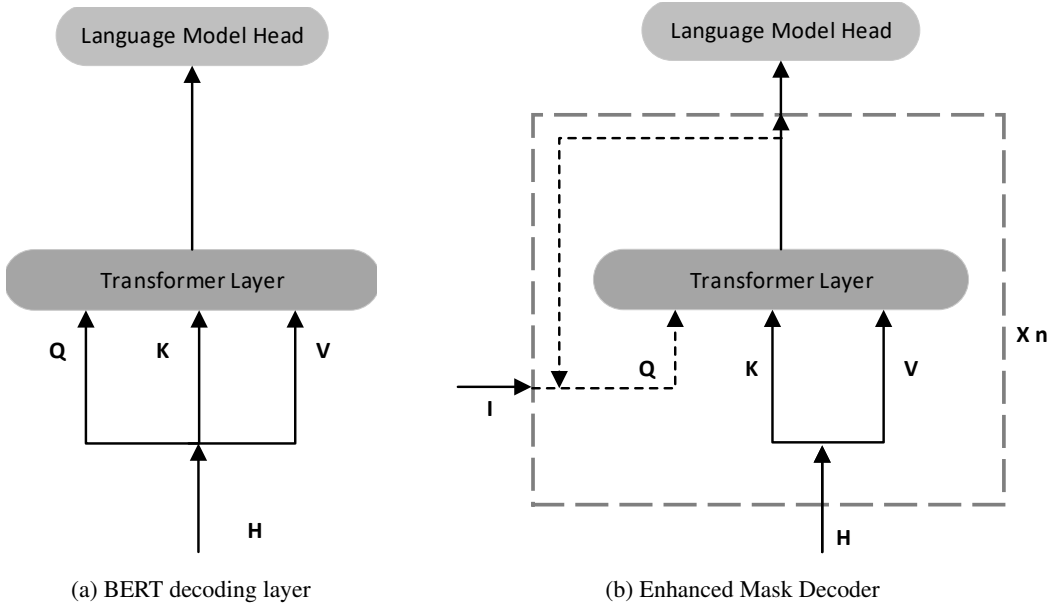 Language Model Head
Transformer Layer
Q
K
V
H
(a) BERT decoding layer
Language Model Head
Transformer Layer
X n
Q
K
V
I
H
(b) Enhanced Mask Decoder